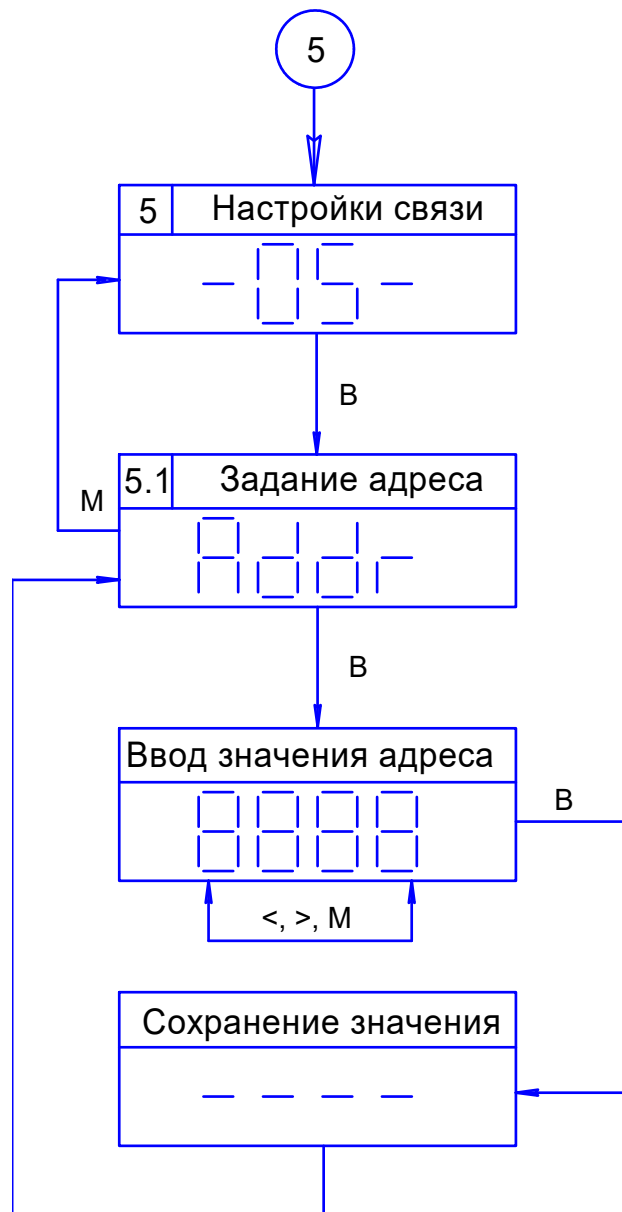 5
5 Настройки связи
-05-
В
М
5.1 Задание адреса
Addr
В
Ввод значения адреса
8888
В
<, >, М
Сохранение значения
- - - -